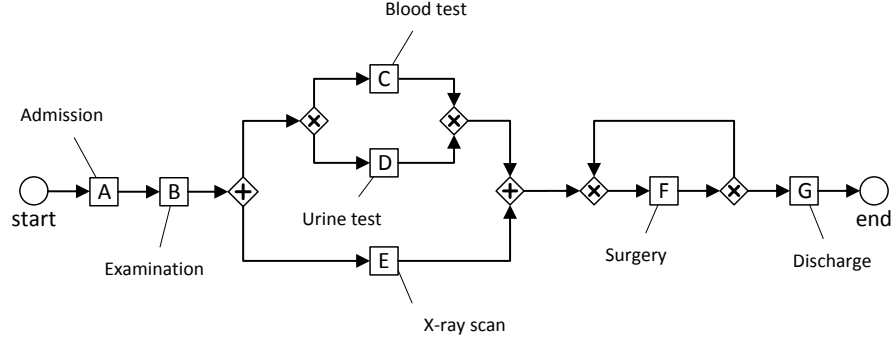 Blood test
C
Admission
D
A
B
start
Urine test
Examination
E
X-ray scan
F
Surgery
G
Discharge
end